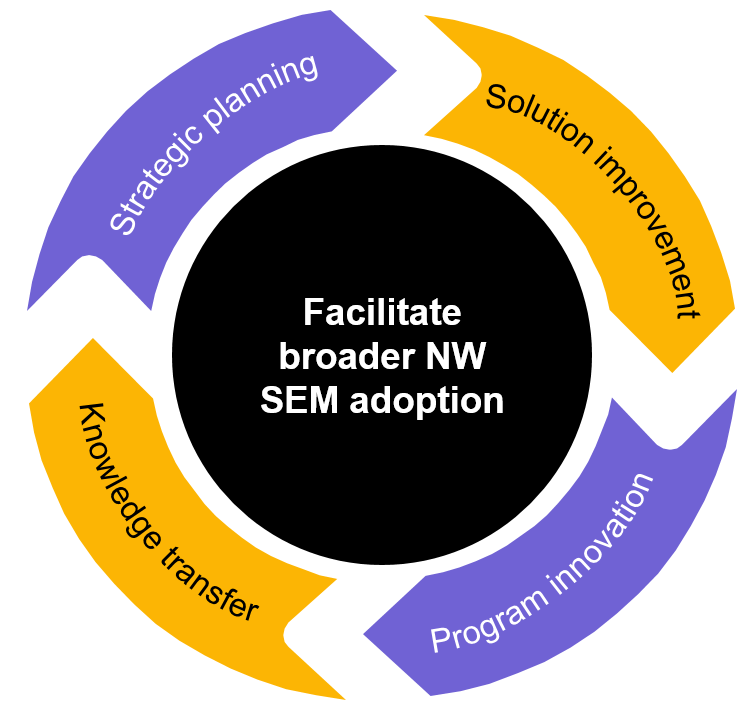 Strategic planning
Solution improvement
Facilitate
broader NW
SEM adoption
Program innovation
Knowledge transfer